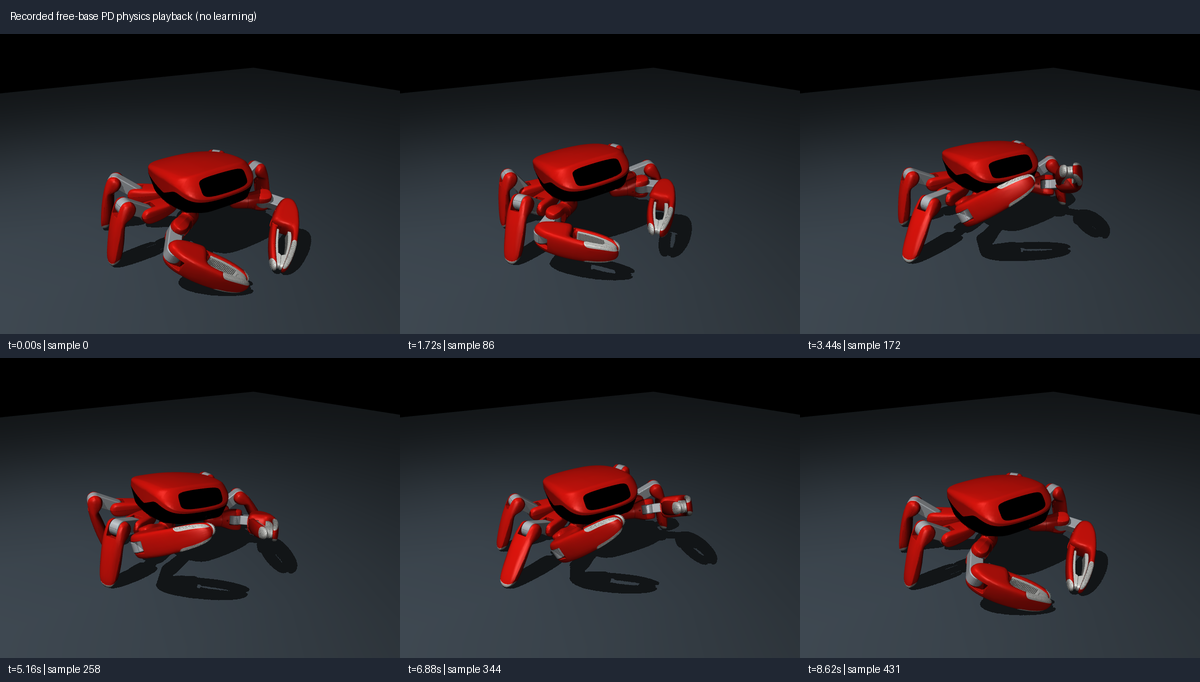 Recorded free-base PD physics playback (no learning)
t=0.00s | sample 0
t=1.72s | sample 86
t=3.44s | sample 172
t=5.16s | sample 258
t=6.88s | sample 344
t=8.62s | sample 431